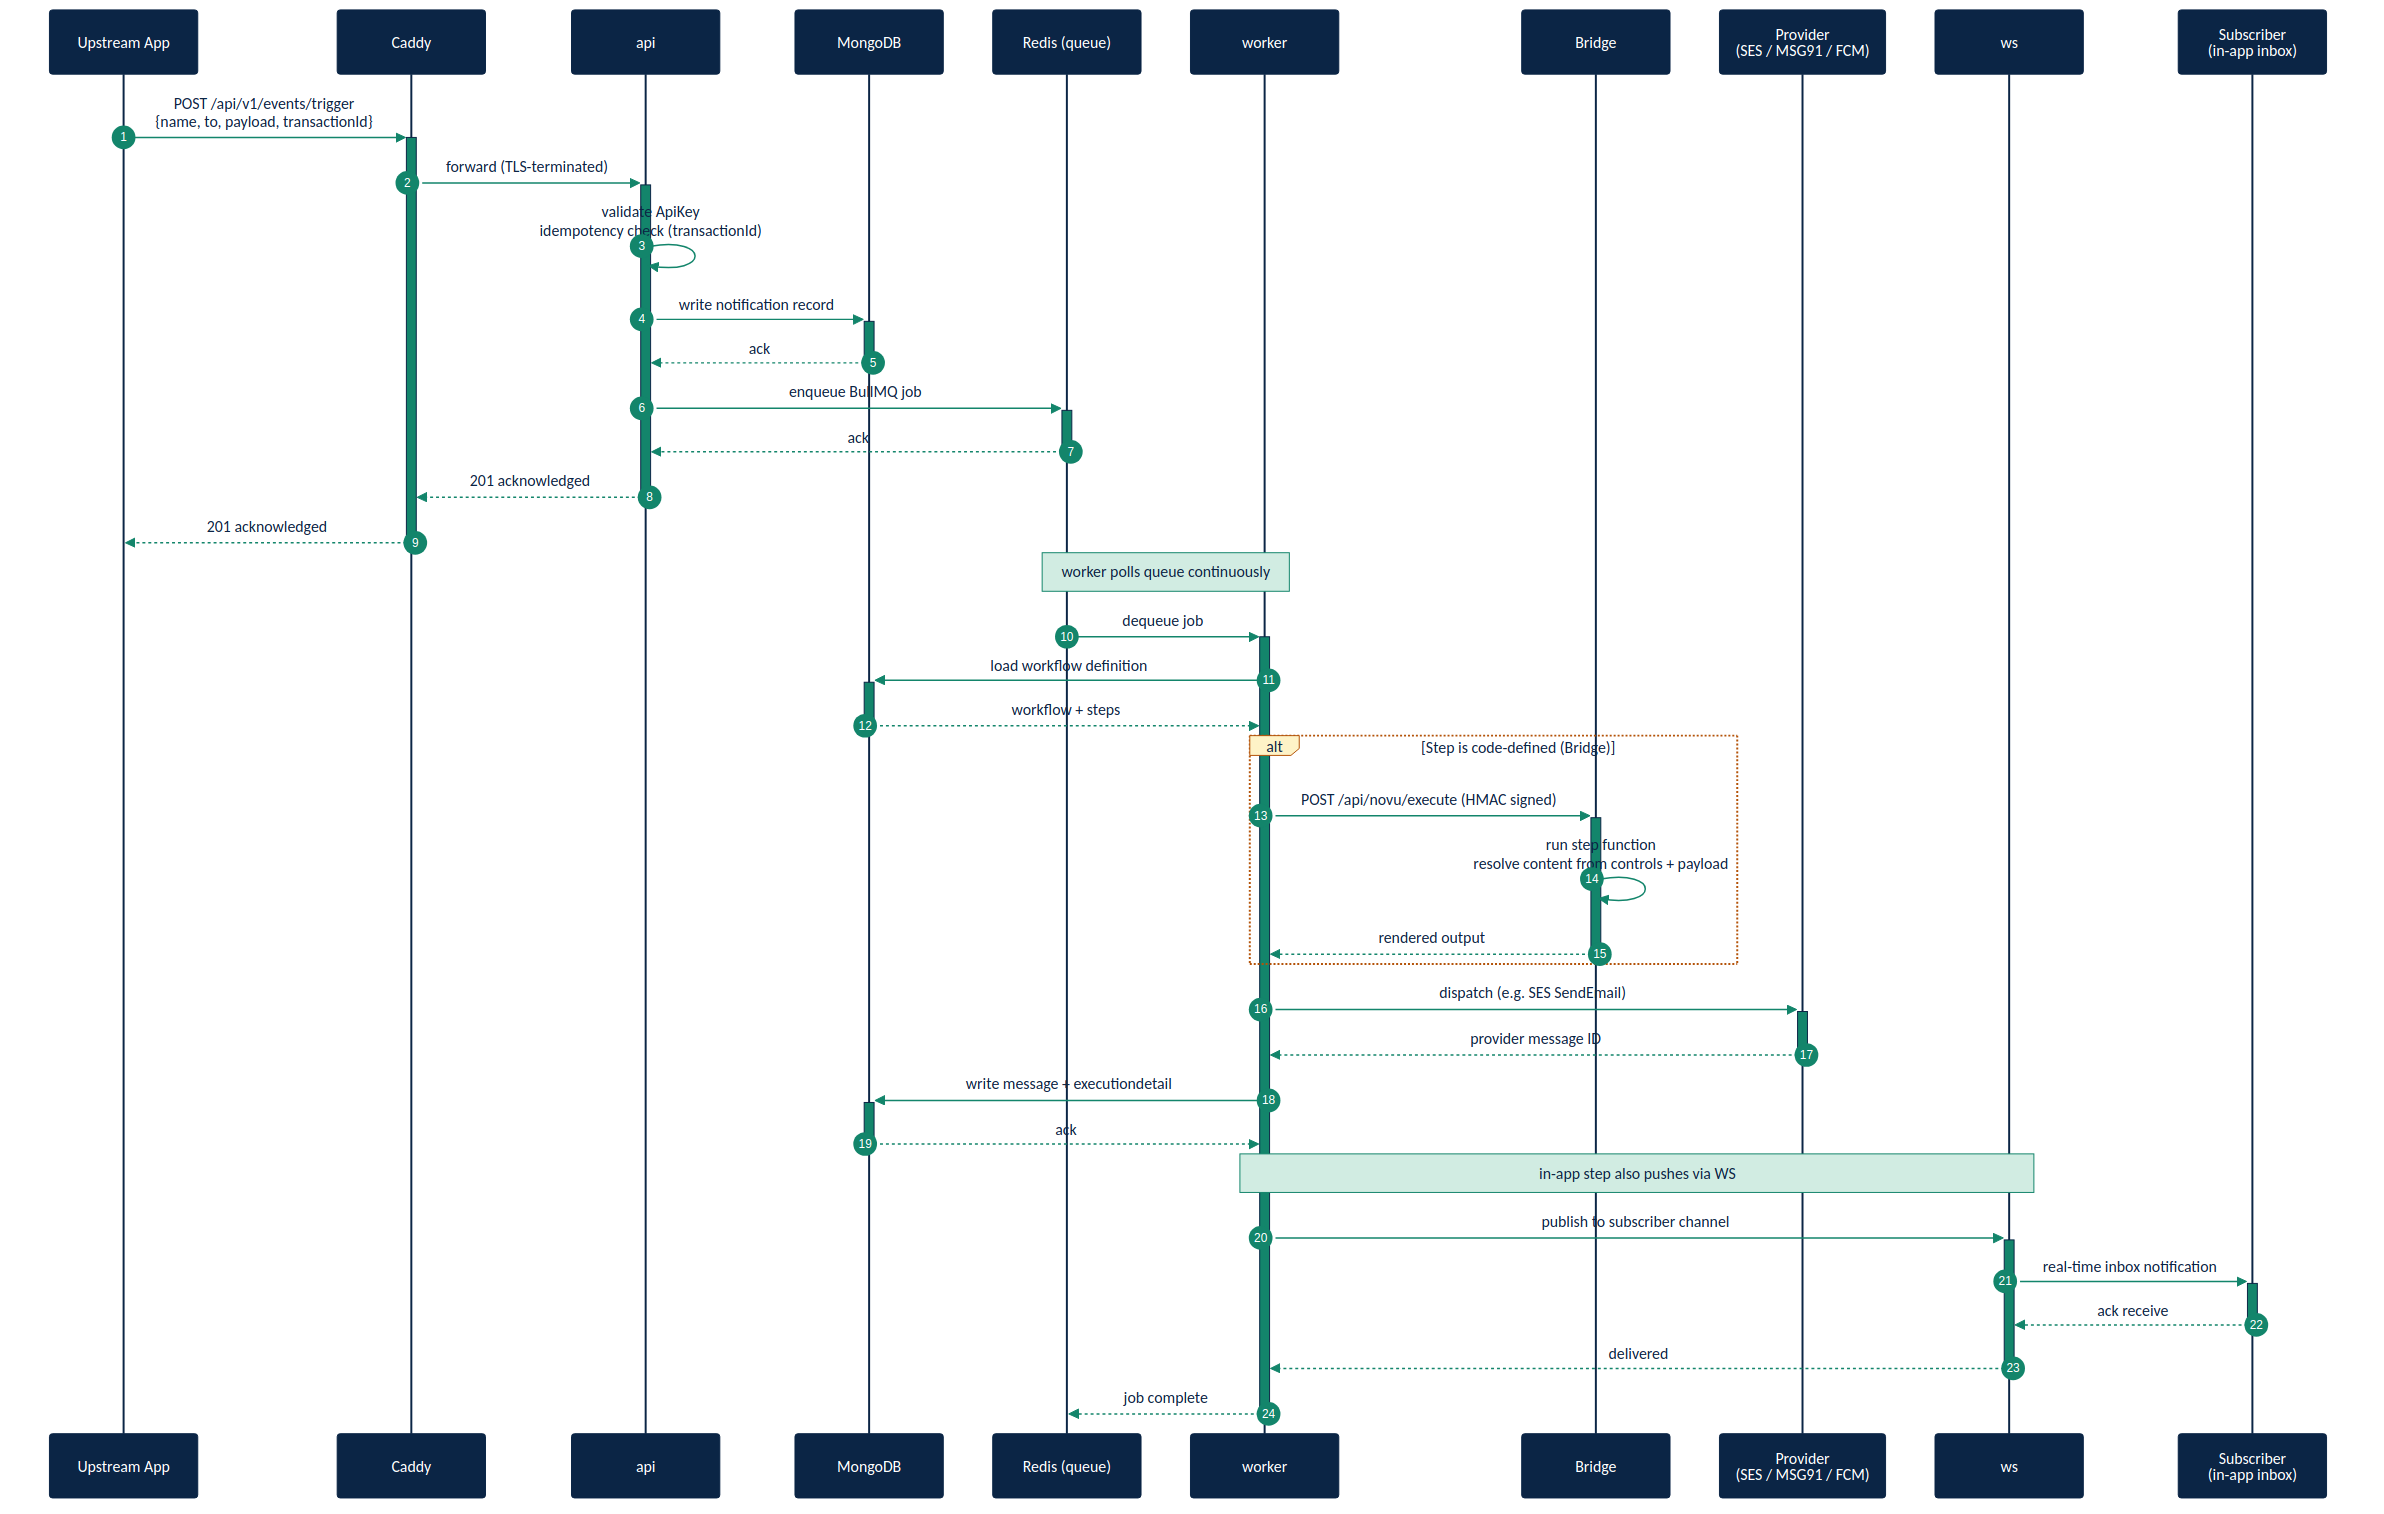 Upstream App
Caddy
api
MongoDB
Redis (queue)
worker
Bridge
Provider
(SES / MSG91 / FCM)
ws
Subscriber
(in-app inbox)
POST /api/v1/events/trigger
{name, to, payload, transactionId}
1
forward (TLS-terminated)
2
validate ApiKey
idempotency check (transactionId)
3
write notification record
4
ack
5
enqueue BullMQ job
6
ack
7
201 acknowledged
8
201 acknowledged
9
worker polls queue continuously
dequeue job
10
load workflow definition
11
workflow + steps
12
alt
[Step is code-defined (Bridge)]
POST /api/novu/execute (HMAC signed)
13
run step function
resolve content from controls + payload
14
rendered output
15
dispatch (e.g. SES SendEmail)
16
provider message ID
17
write message + executiondetail
18
ack
19
in-app step also pushes via WS
publish to subscriber channel
20
real-time inbox notification
21
ack receive
22
delivered
23
job complete
24
Upstream App
Caddy
api
MongoDB
Redis (queue)
worker
Bridge
Provider
(SES / MSG91 / FCM)
ws
Subscriber
(in-app inbox)